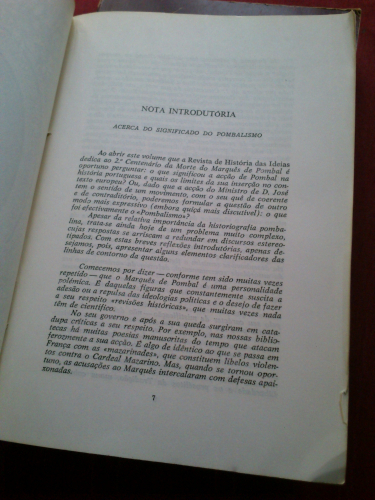 NOTA INTRODUTÓRIA
ACERCA DO SIGNIFICADO DO POMBALISMO
Ao abrir este volume que a Revista de História das Ideias
dedica ao 2.º Centenário da Morte do Marquês de Pombal é
oportuno perguntar: o que significou a acção de Pombal na
história portuguesa e quais os limites da sua inserção no con-
texto europeu? Ou, dado que a acção do Ministro de D. José
tem o sentido de um movimento, com o seu quê de coerente
e de contraditório, poderemos formular a questão de outro
modo mais expressivo (embora quiçá mais discutível): o que
foi efectivamente o «Pombalismo»?
Apesar da relativa importância da historiografia pomba-
lina, trata-se ainda hoje de um problema muito complexo,
cujas respostas se arriscam a redundar em discursos estereo-
tipados. Com estas breves reflexões introdutórias, apenas de-
sejamos, pois, apresentar alguns elementos clarificadores das
linhas de contorno da questão.
Comecemos por dizer — conforme tem sido muitas vezes
repetido — que o Marquês de Pombal é uma personalidade
polémica. É daquelas figuras que constantemente suscita a
adesão ou a repulsa das ideologias políticas e o desejo de fazer
a seu respeito «revisões históricas», que muitas vezes nada
têm de científico.
No seu governo e após a sua queda surgiram em cata-
dupa críticas a seu respeito. Por exemplo, nas nossas biblio-
tecas há muitas poesias manuscritas do tempo que atacam
ferozmente a sua acção. É algo de idêntico ao que se passa em
França com as «mazarinades», que constituem libelos violen-
tos contra o Cardeal Mazarino. Mas, quando se tornou opor-
tuno, as acusações ao Marquês intercalaram com defesas apai-
xonadas.
7